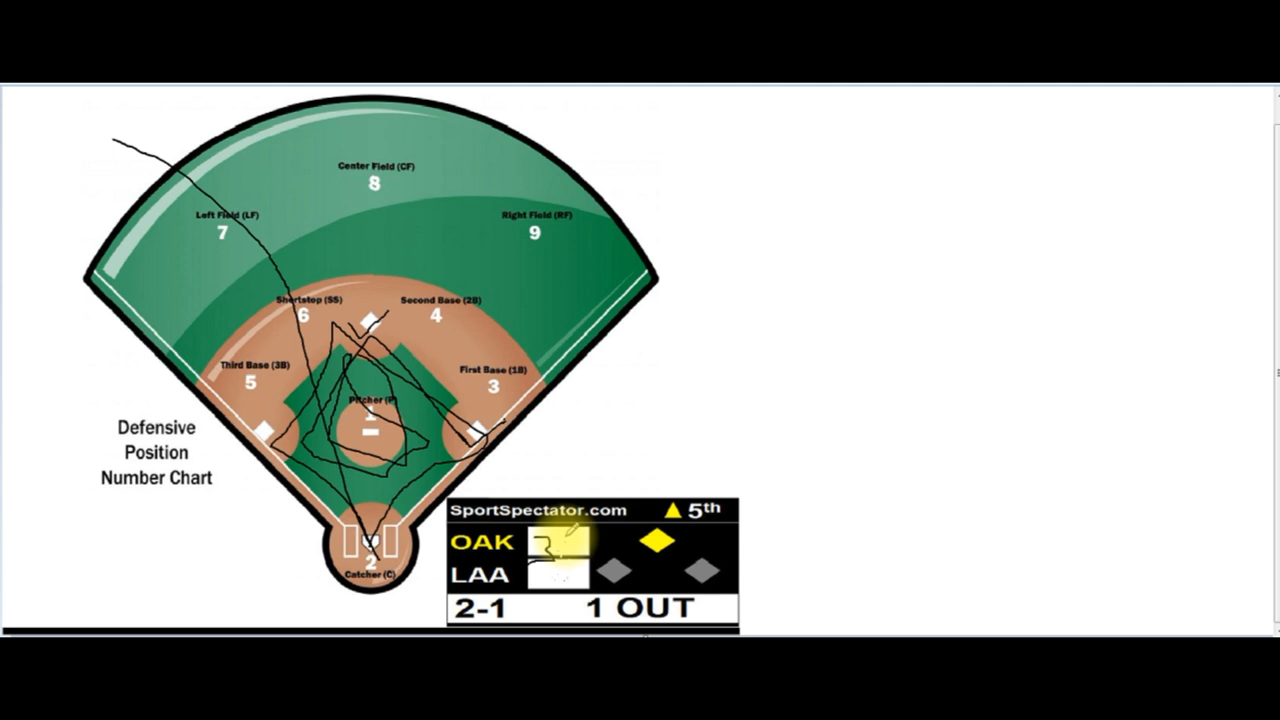 Center Field (CF)
8
Left Field (LF)
7
Right Field (RF)
9
Shortstop (SS)
6
Second Base (2B)
4
Third Base (3B)
5
First Base (1B)
3
Pitcher (P)
1
Defensive
Position
Number Chart
2
Catcher (C)
SportSpectator.com ▲ 5th
OAK
LAA
2-1 1 OUT